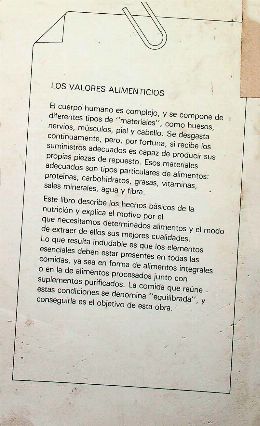 LOS VALORES ALIMENTICIOS
El cuerpo humano es complejo, y se compone de
diferentes tipos de "materiales", como huesos,
nervios, músculos, piel y cabello. Se desgasta
continuamente, pero, por fortuna, si recibe los
suministros adecuados es capaz de producir sus
propias piezas de repuesto. Esos materiales
adecuados son tipos particulares de alimentos:
proteínas, carbohidratos, grasas, vitaminas,
sales minerales, agua y fibra.
Este libro describe los hechos básicos de la
nutrición y explica el motivo por el
que necesitamos determinados alimentos y el modo
de extraer de ellos sus mejores cualidades.
Lo que resulta indudable es que los elementos
esenciales deben estar presentes en todas las
comidas, ya sea en forma de alimentos integrales
o en la de alimentos procesados junto con
suplementos purificados. La comida que reúne
estas condiciones se denomina "equilibrada", y
conseguirla es el objetivo de esta obra.